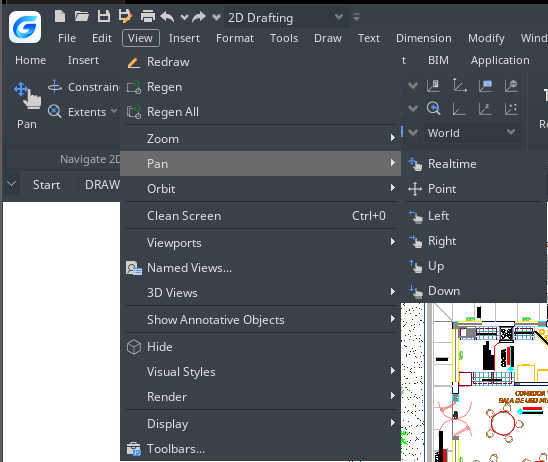 2D Drafting
File Edit View Insert Format Tools Draw Text Dimension Modify Wind
Home Insert t BIM Application
Redraw
Constrain
Regen
Pan
Extents
Regen All
World
Navigate 2D
Zoom
Pan
Realtime
Start DRAW
Orbit
Point
Clean Screen Ctrl+0
Left
Viewports
Right
Named Views...
Up
3D Views
Down
Show Annotative Objects
Hide
Visual Styles
Render
Display
Toolbars...